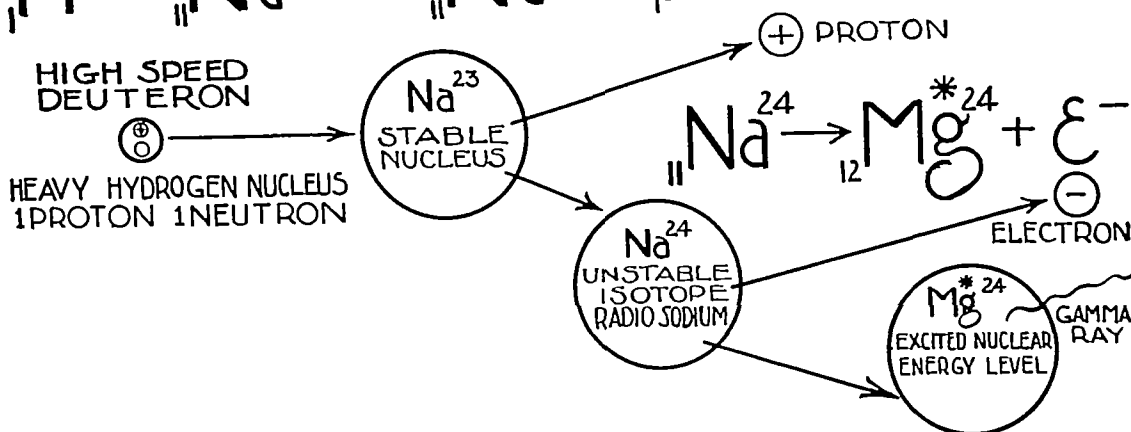 + PROTON
HIGH SPEED
DEUTERON
Na23
STABLE
NUCLEUS
11Na24→12Mg*24 + ε−
HEAVY HYDROGEN NUCLEUS
1PROTON 1NEUTRON
−
ELECTRON
Na24
UNSTABLE
ISOTOPE
RADIO SODIUM
Mg*24
EXCITED NUCLEAR
ENERGY LEVEL
GAMMA
RAY